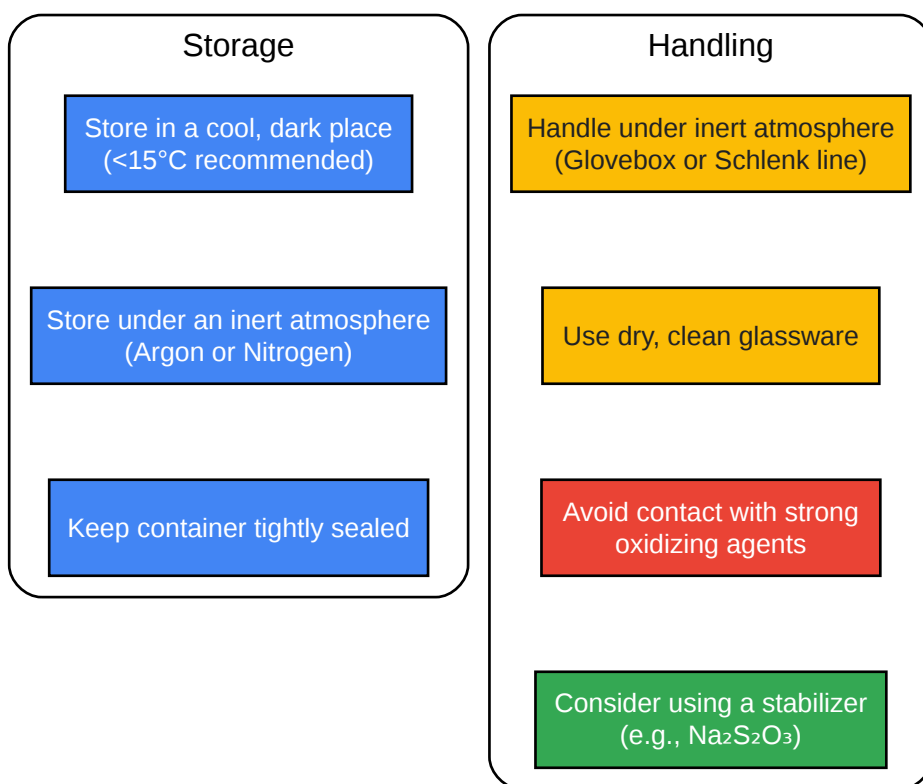 Storage
Store in a cool, dark place
(<15°C recommended)
Store under an inert atmosphere
(Argon or Nitrogen)
Keep container tightly sealed
Handling
Handle under inert atmosphere
(Glovebox or Schlenk line)
Use dry, clean glassware
Avoid contact with strong
oxidizing agents
Consider using a stabilizer
(e.g., Na₂S₂O₃)